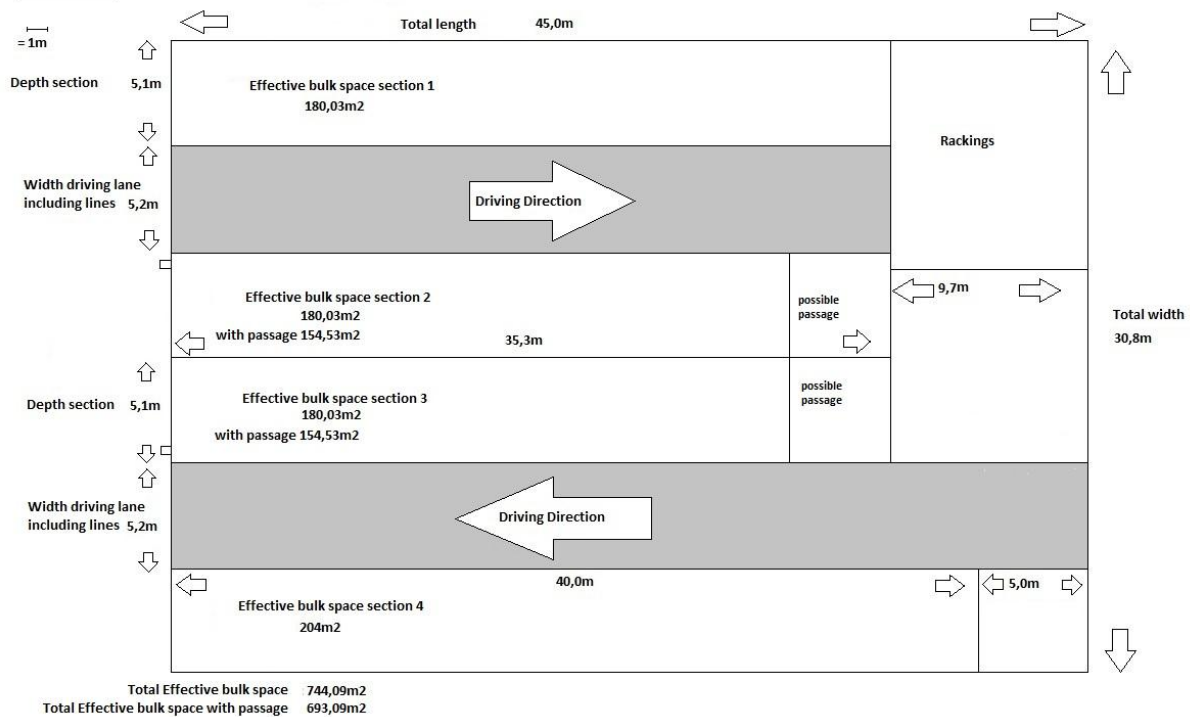 Total length 45,0m
= 1m
Depth section 5,1m
Effective bulk space section 1
180,03m2
Rackings
Width driving lane
including lines 5,2m
Driving Direction
Effective bulk space section 2
180,03m2
with passage 154,53m2
35,3m
possible
passage
9,7m
Total width
30,8m
Depth section 5,1m
Effective bulk space section 3
180,03m2
with passage 154,53m2
possible
passage
Width driving lane
including lines 5,2m
Driving Direction
40,0m
5,0m
Effective bulk space section 4
204m2
Total Effective bulk space 744,09m2
Total Effective bulk space with passage 693,09m2